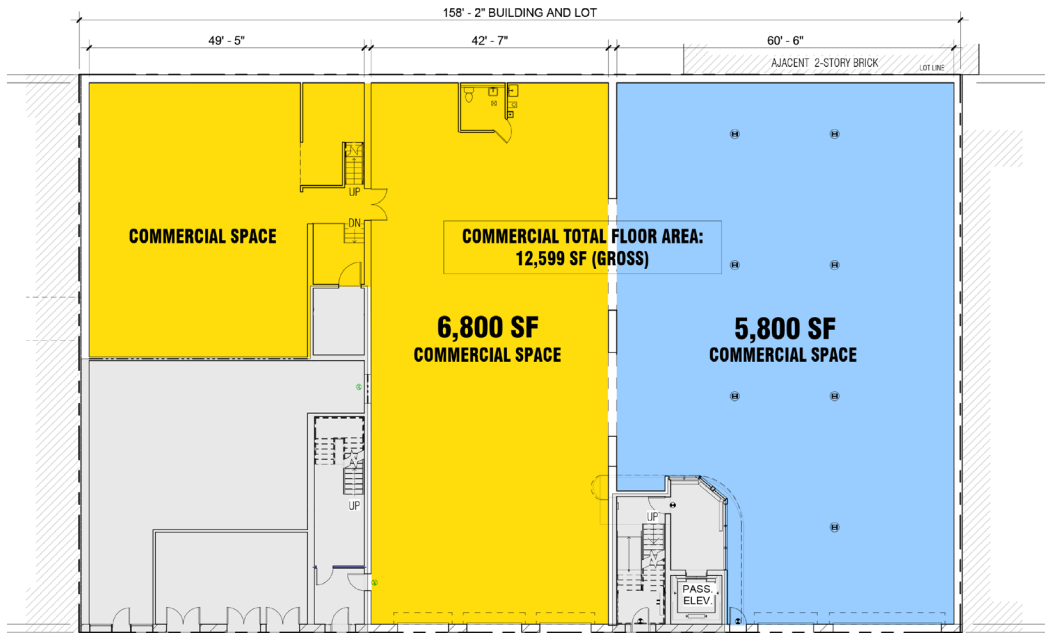 158' - 2" BUILDING AND LOT
49' - 5"
42' - 7"
60' - 6"
AJACENT 2-STORY BRICK
LOT LINE
UP
DN
COMMERCIAL SPACE
COMMERCIAL TOTAL FLOOR AREA:
12,599 SF (GROSS)
6,800 SF
COMMERCIAL SPACE
5,800 SF
COMMERCIAL SPACE
UP
UP
PASS.
ELEV.